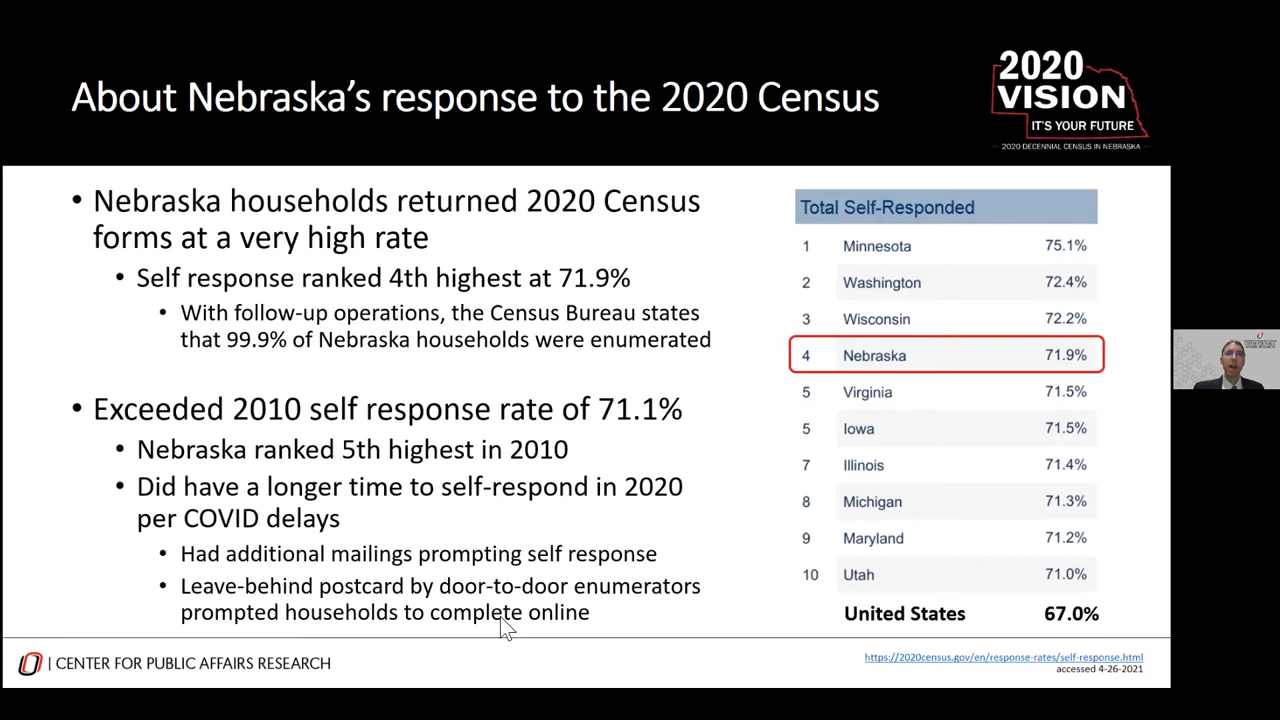 About Nebraska's response to the 2020 Census
2020
VISION
IT'S YOUR FUTURE
2020 DECENNIAL CENSUS IN NEBRASKA
• Nebraska households returned 2020 Census
forms at a very high rate
• Self response ranked 4th highest at 71.9%
• With follow-up operations, the Census Bureau states
that 99.9% of Nebraska households were enumerated
• Exceeded 2010 self response rate of 71.1%
• Nebraska ranked 5th highest in 2010
• Did have a longer time to self-respond in 2020
per COVID delays
• Had additional mailings prompting self response
• Leave-behind postcard by door-to-door enumerators
prompted households to complete online
Total Self-Responded
1 Minnesota 75.1%
2 Washington 72.4%
3 Wisconsin 72.2%
4 Nebraska 71.9%
5 Virginia 71.5%
5 Iowa 71.5%
7 Illinois 71.4%
8 Michigan 71.3%
9 Maryland 71.2%
10 Utah 71.0%
United States 67.0%
| CENTER FOR PUBLIC AFFAIRS RESEARCH
https://2020census.gov/en/response-rates/self-response.html
accessed 4-26-2021